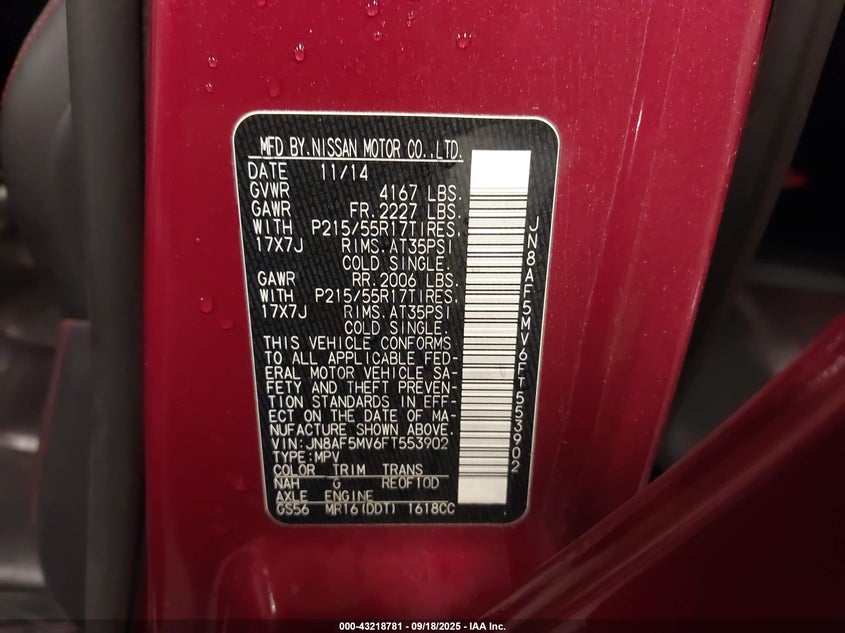 MFD BY.NISSAN MOTOR CO.,LTD.
DATE 11/14
GVWR 4167 LBS.
GAWR FR.2227 LBS.
WITH P215/55R17TIRES.
17X7J RIMS.AT35PSI
COLD SINGLE.
GAWR RR.2006 LBS.
WITH P215/55R17TIRES.
17X7J RIMS.AT35PSI
COLD SINGLE.
THIS VEHICLE CONFORMS
TO ALL APPLICABLE FED-
ERAL MOTOR VEHICLE SA-
FETY AND THEFT PREVEN-
TION STANDARDS IN EFF-
ECT ON THE DATE OF MA-
NUFACTURE SHOWN ABOVE.
VIN:JN8AF5MV6FT553902
TYPE:MPV
COLOR TRIM TRANS
NAH G RE0F10D
AXLE ENGINE
GS56 MR16(DDT) 1618CC
JN8AF5MV6FT553902
000-43218781 - 09/18/2025 - IAA Inc.